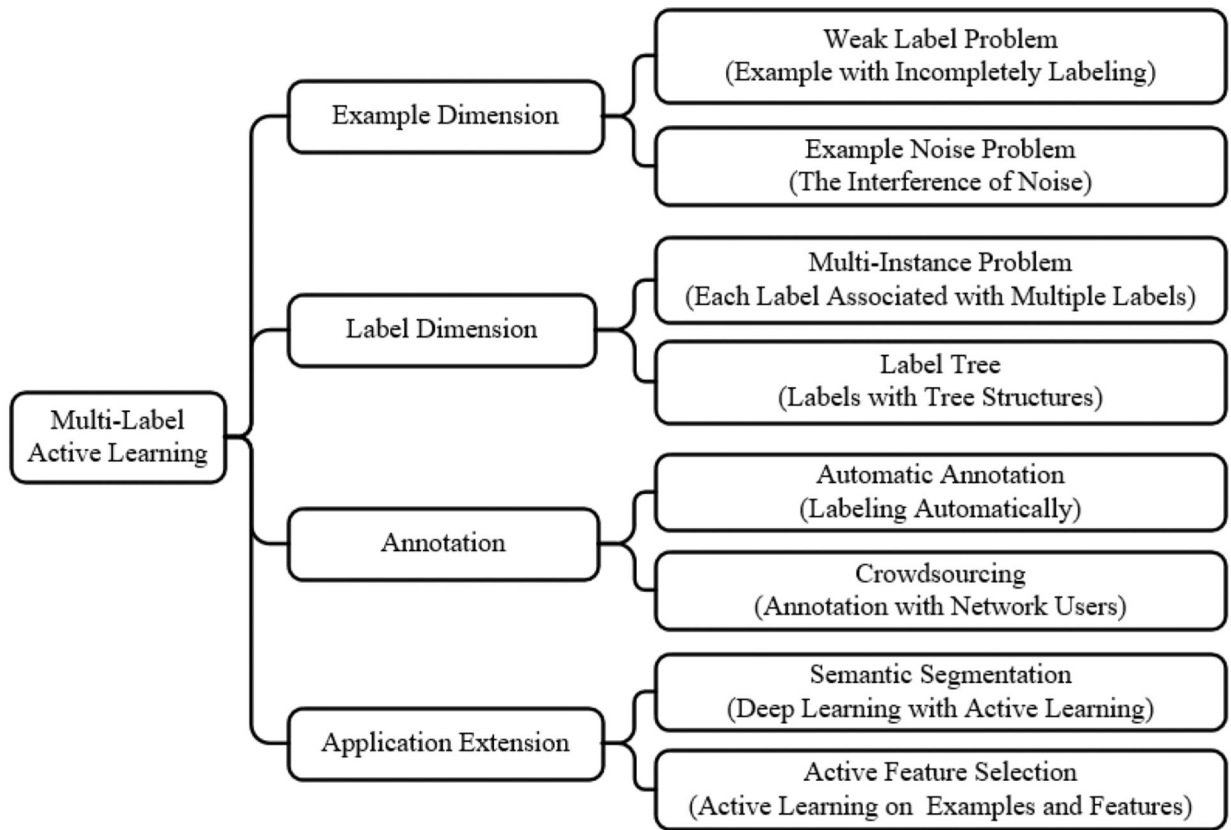 Multi-Label
Active Learning
Example Dimension
Weak Label Problem
(Example with Incompletely Labeling)
Example Noise Problem
(The Interference of Noise)
Label Dimension
Multi-Instance Problem
(Each Label Associated with Multiple Labels)
Label Tree
(Labels with Tree Structures)
Annotation
Automatic Annotation
(Labeling Automatically)
Crowdsourcing
(Annotation with Network Users)
Application Extension
Semantic Segmentation
(Deep Learning with Active Learning)
Active Feature Selection
(Active Learning on  Examples and Features)